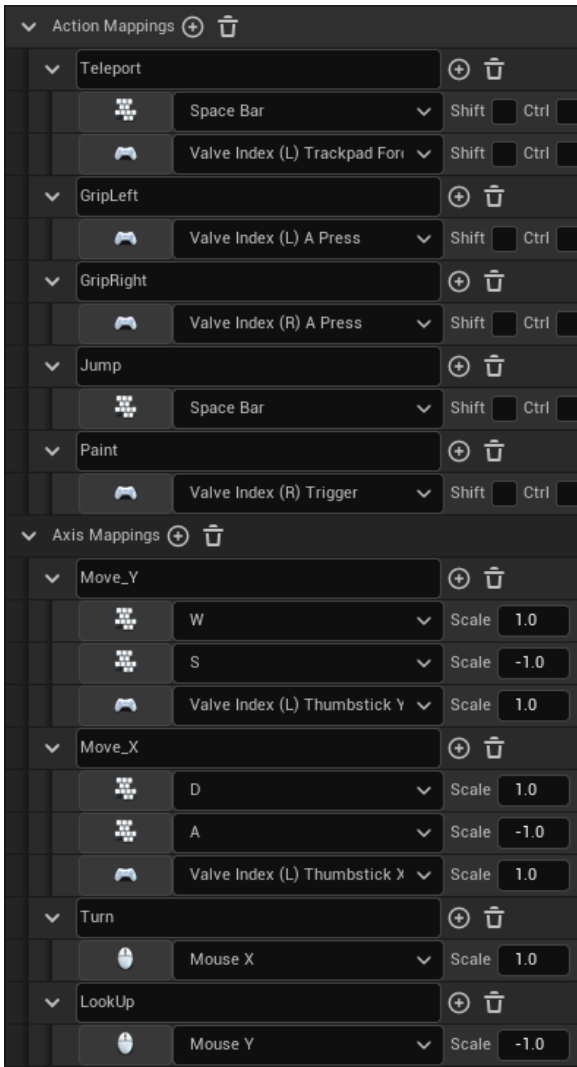 Action Mappings
Teleport
Space Bar Shift Ctrl
Valve Index (L) Trackpad Forc Shift Ctrl
GripLeft
Valve Index (L) A Press Shift Ctrl
GripRight
Valve Index (R) A Press Shift Ctrl
Jump
Space Bar Shift Ctrl
Paint
Valve Index (R) Trigger Shift Ctrl
Axis Mappings
Move_Y
W Scale 1.0
S Scale -1.0
Valve Index (L) Thumbstick Y Scale 1.0
Move_X
D Scale 1.0
A Scale -1.0
Valve Index (L) Thumbstick X Scale 1.0
Turn
Mouse X Scale 1.0
LookUp
Mouse Y Scale -1.0